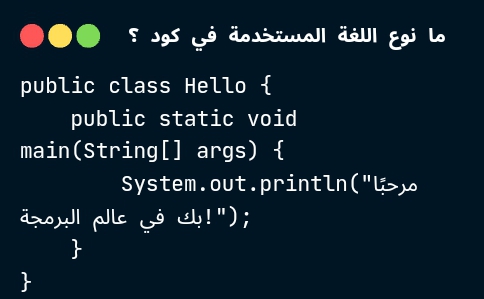 ما نوع اللغة المستخدمة في كود ؟
public class Hello {
public static void
main(String[] args) {
System.out.println("مرحبًا
بك في عالم البرمجة!");
}
}